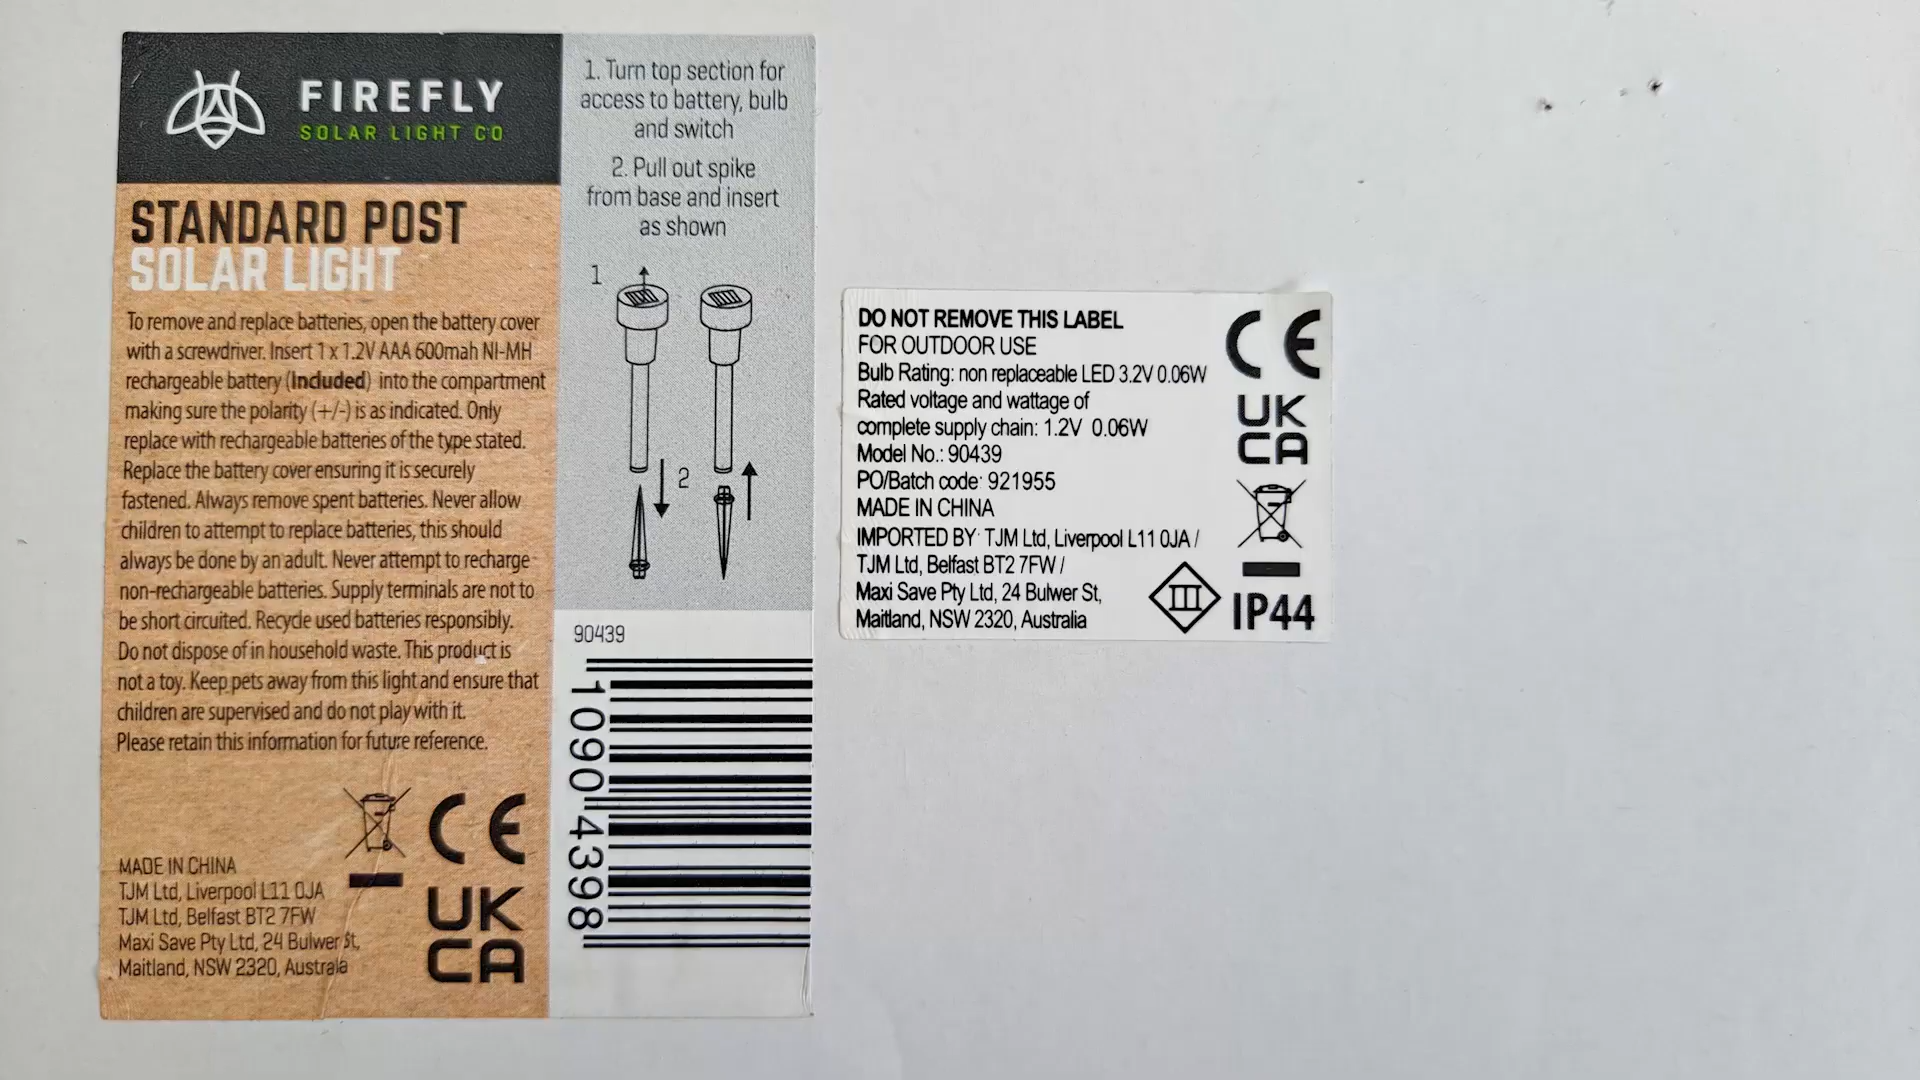 FIREFLY
SOLAR LIGHT CO
STANDARD POST
SOLAR LIGHT
To remove and replace batteries, open the battery cover
with a screwdriver. Insert 1 x 1.2V AAA 600mah NI-MH
rechargeable battery (Included) into the compartment
making sure the polarity (+/-) is as indicated. Only
replace with rechargeable batteries of the type stated.
Replace the battery cover ensuring it is securely
fastened. Always remove spent batteries. Never allow
children to attempt to replace batteries, this should
always be done by an adult. Never attempt to recharge
non-rechargeable batteries. Supply terminals are not to
be short circuited. Recycle used batteries responsibly.
Do not dispose of in household waste. This product is
not a toy. Keep pets away from this light and ensure that
children are supervised and do not play with it.
Please retain this information for future reference.
MADE IN CHINA
TJM Ltd, Liverpool L11 0JA
TJM Ltd, Belfast BT2 7FW
Maxi Save Pty Ltd, 24 Bulwer St,
Maitland, NSW 2320, Australia
CE
UK
CA
1. Turn top section for
access to battery, bulb
and switch
2. Pull out spike
from base and insert
as shown
1
2
90439
1090 4398
DO NOT REMOVE THIS LABEL
FOR OUTDOOR USE
Bulb Rating: non replaceable LED 3.2V 0.06W
Rated voltage and wattage of
complete supply chain: 1.2V 0.06W
Model No.: 90439
PO/Batch code: 921955
MADE IN CHINA
IMPORTED BY: TJM Ltd, Liverpool L11 0JA /
TJM Ltd, Belfast BT2 7FW /
Maxi Save Pty Ltd, 24 Bulwer St,
Maitland, NSW 2320, Australia
CE
UK
CA
III
IP44